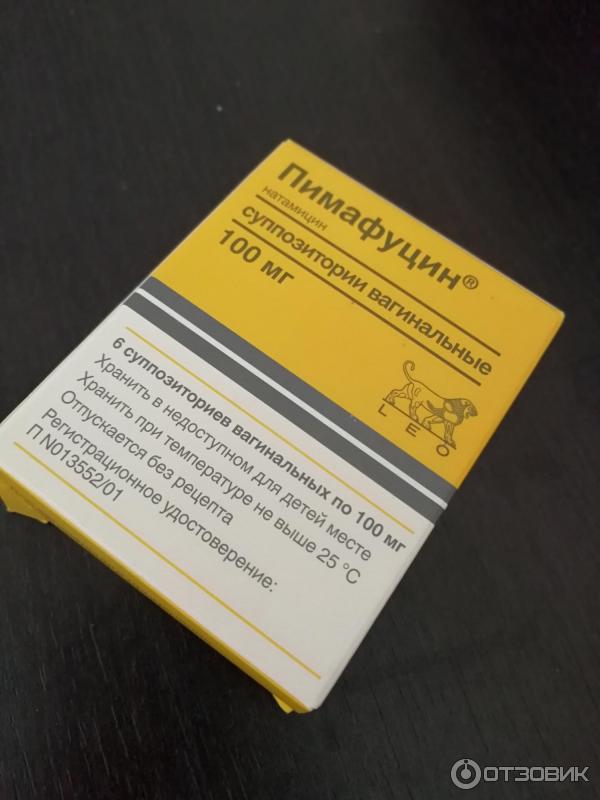 Пимафуцин®
натамицин
суппозитории вагинальные
100 мг
LEO
6 суппозиториев вагинальных по 100 мг
Хранить в недоступном для детей месте
Хранить при температуре не выше 25 °C
Отпускается без рецепта
Регистрационное удостоверение:
П N013552/01
ОТЗОВИК